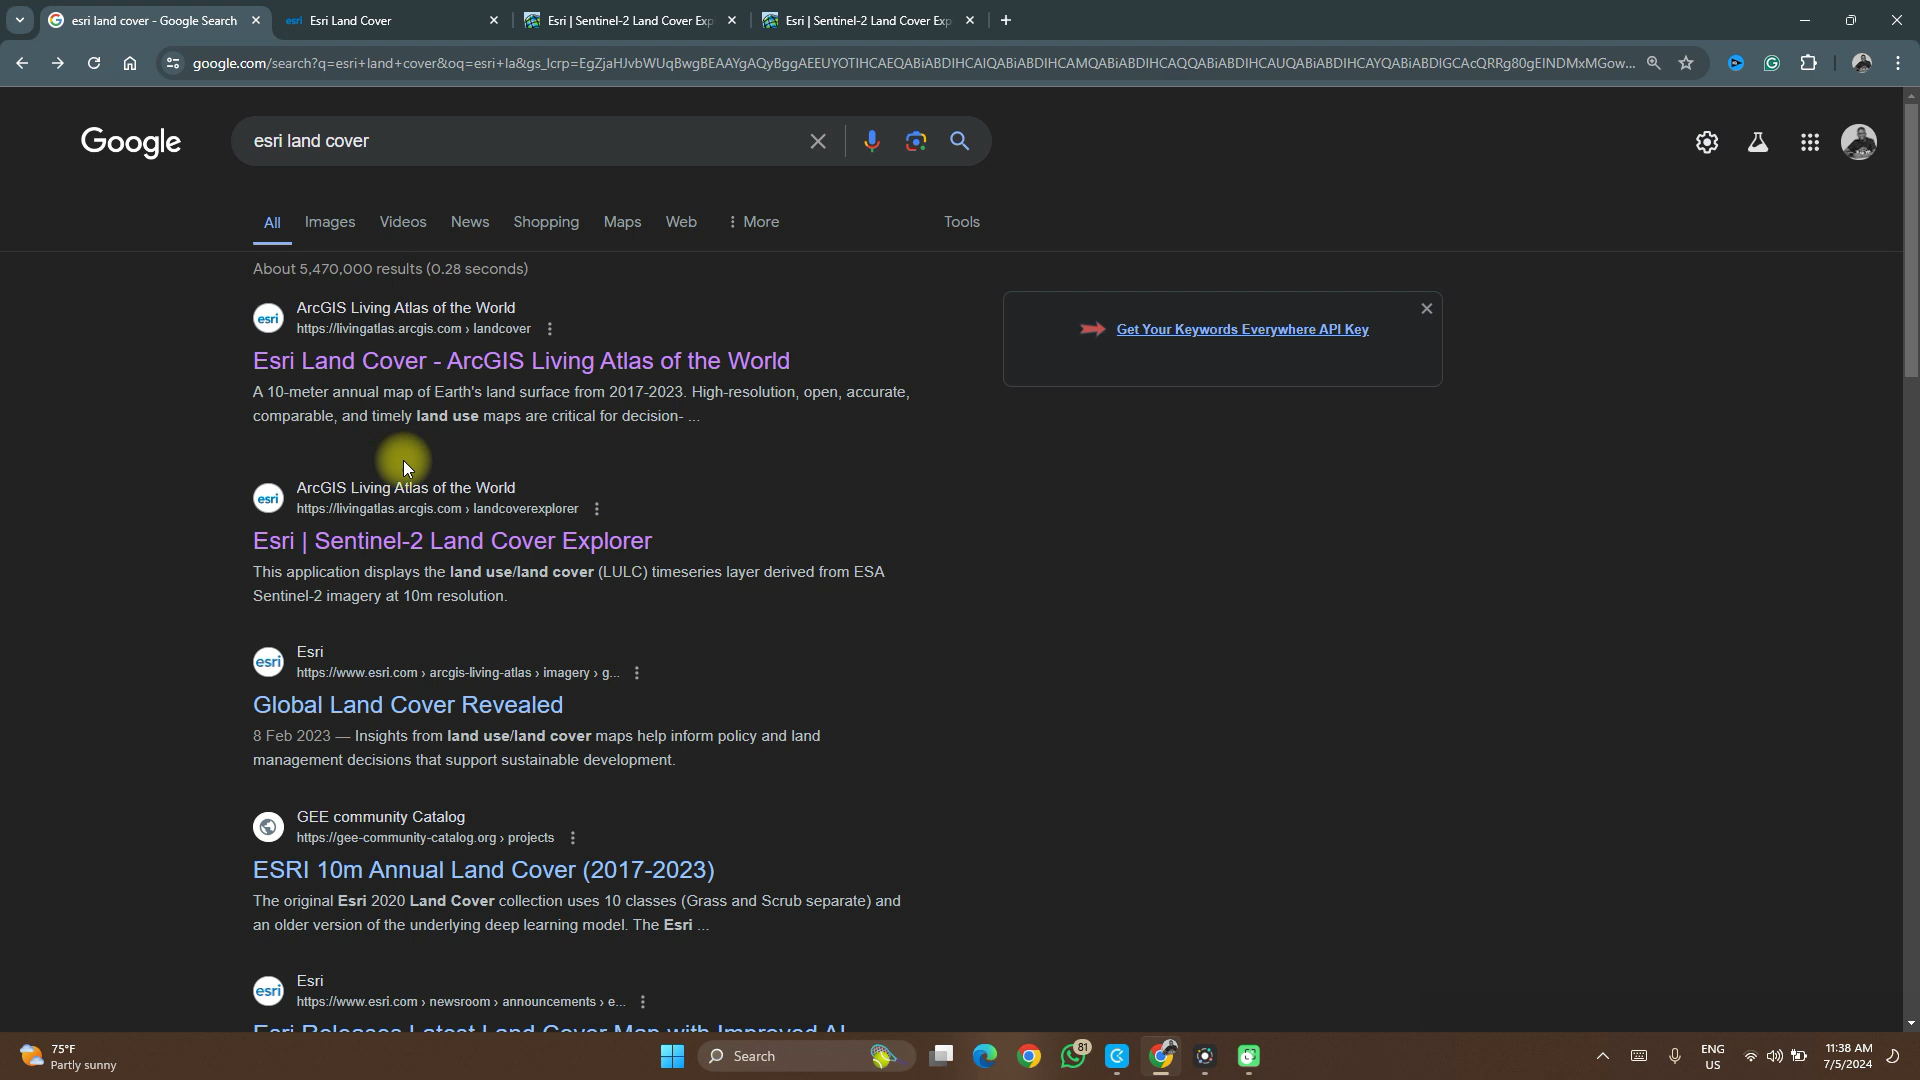 esri land cover - Google Search
esri Esri Land Cover
Esri | Sentinel-2 Land Cover Exp
Esri | Sentinel-2 Land Cover Exp
Google
esri land cover
All Images Videos News Shopping Maps Web More Tools
About 5,470,000 results (0.28 seconds)
esri
ArcGIS Living Atlas of the World
https://livingatlas.arcgis.com › landcover
Esri Land Cover - ArcGIS Living Atlas of the World
A 10-meter annual map of Earth's land surface from 2017-2023. High-resolution, open, accurate,
comparable, and timely land use maps are critical for decision- ...
Get Your Keywords Everywhere API Key
esri
ArcGIS Living Atlas of the World
https://livingatlas.arcgis.com › landcoverexplorer
Esri | Sentinel-2 Land Cover Explorer
This application displays the land use/land cover (LULC) timeseries layer derived from ESA
Sentinel-2 imagery at 10m resolution.
esri
Esri
https://www.esri.com › arcgis-living-atlas › imagery › g...
Global Land Cover Revealed
8 Feb 2023 — Insights from land use/land cover maps help inform policy and land
management decisions that support sustainable development.
GEE community Catalog
https://gee-community-catalog.org › projects
ESRI 10m Annual Land Cover (2017-2023)
The original Esri 2020 Land Cover collection uses 10 classes (Grass and Scrub separate) and
an older version of the underlying deep learning model. The Esri ...
esri
Esri
https://www.esri.com › newsroom › announcements › e...
Esri Releases Latest Land Cover Map with Improved AI
75°F
Partly sunny
Search
81
ENG
US
11:38 AM
7/5/2024